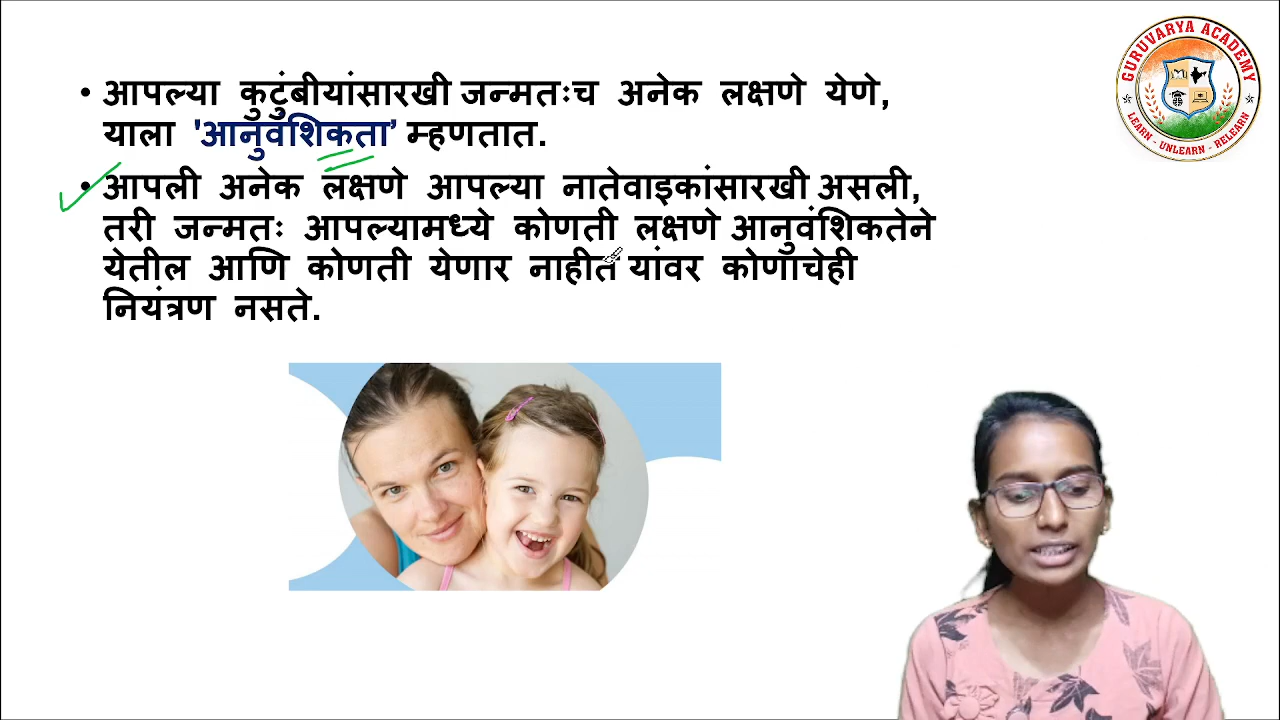 • आपल्या कुटुंबीयांसारखी जन्मतःच अनेक लक्षणे येणे,
याला 'आनुवंशिकता' म्हणतात.
• आपली अनेक लक्षणे आपल्या नातेवाइकांसारखी असली,
तरी जन्मतः आपल्यामध्ये कोणती लक्षणे आनुवंशिकतेने
येतील आणि कोणती येणार नाहीत यांवर कोणाचेही
नियंत्रण नसते.
GURUVARYA ACADEMY
LEARN - UNLEARN - RELEARN